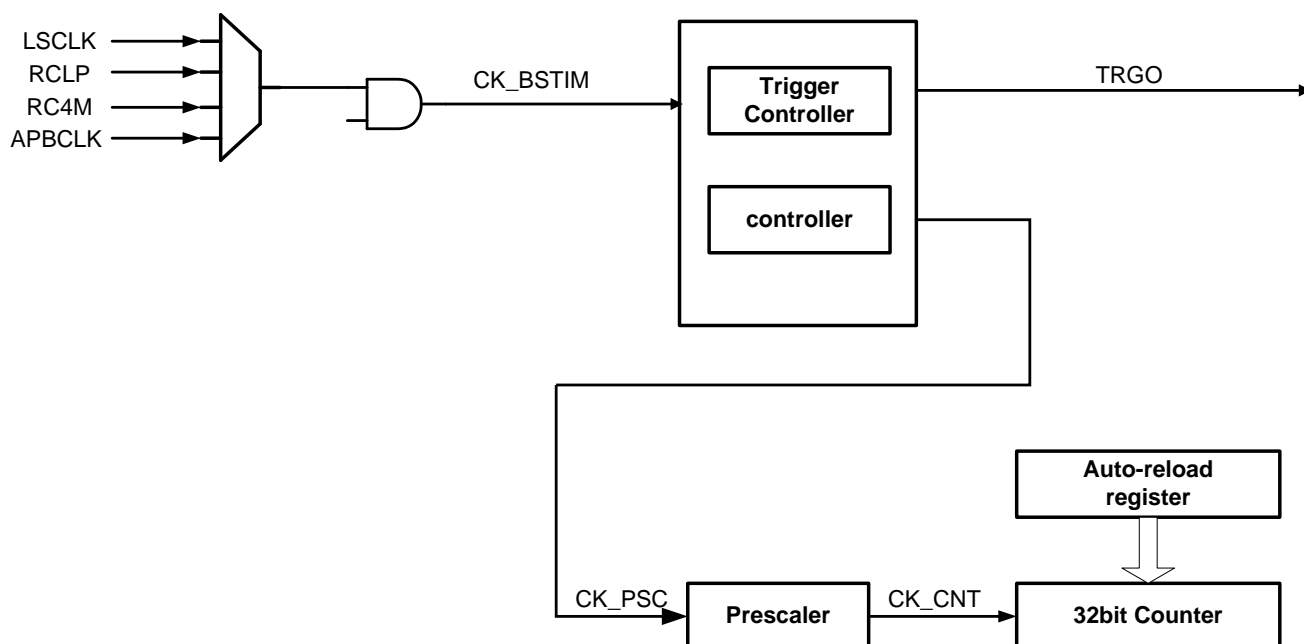 LSCLK
RCLP
RC4M
APBCLK
CK_BSTIM
Trigger
Controller
controller
TRGO
Auto-reload
register
CK_PSC
Prescaler
CK_CNT
32bit Counter